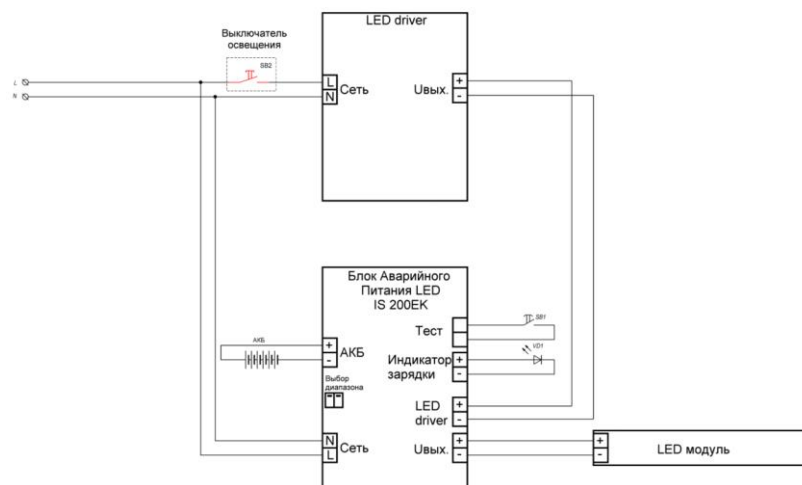 LED driver
Выключатель
освещения
SB2
L
N
L
N
Сеть
Uвых.
+
-
Блок Аварийного
Питания LED
IS 200EK
Тест
SB1
АКБ
+
-
АКБ
Индикатор
зарядки
+
-
VD1
Выбор
диапазона
LED
driver
+
-
N
L
Сеть
Uвых.
+
-
+
-
LED модуль